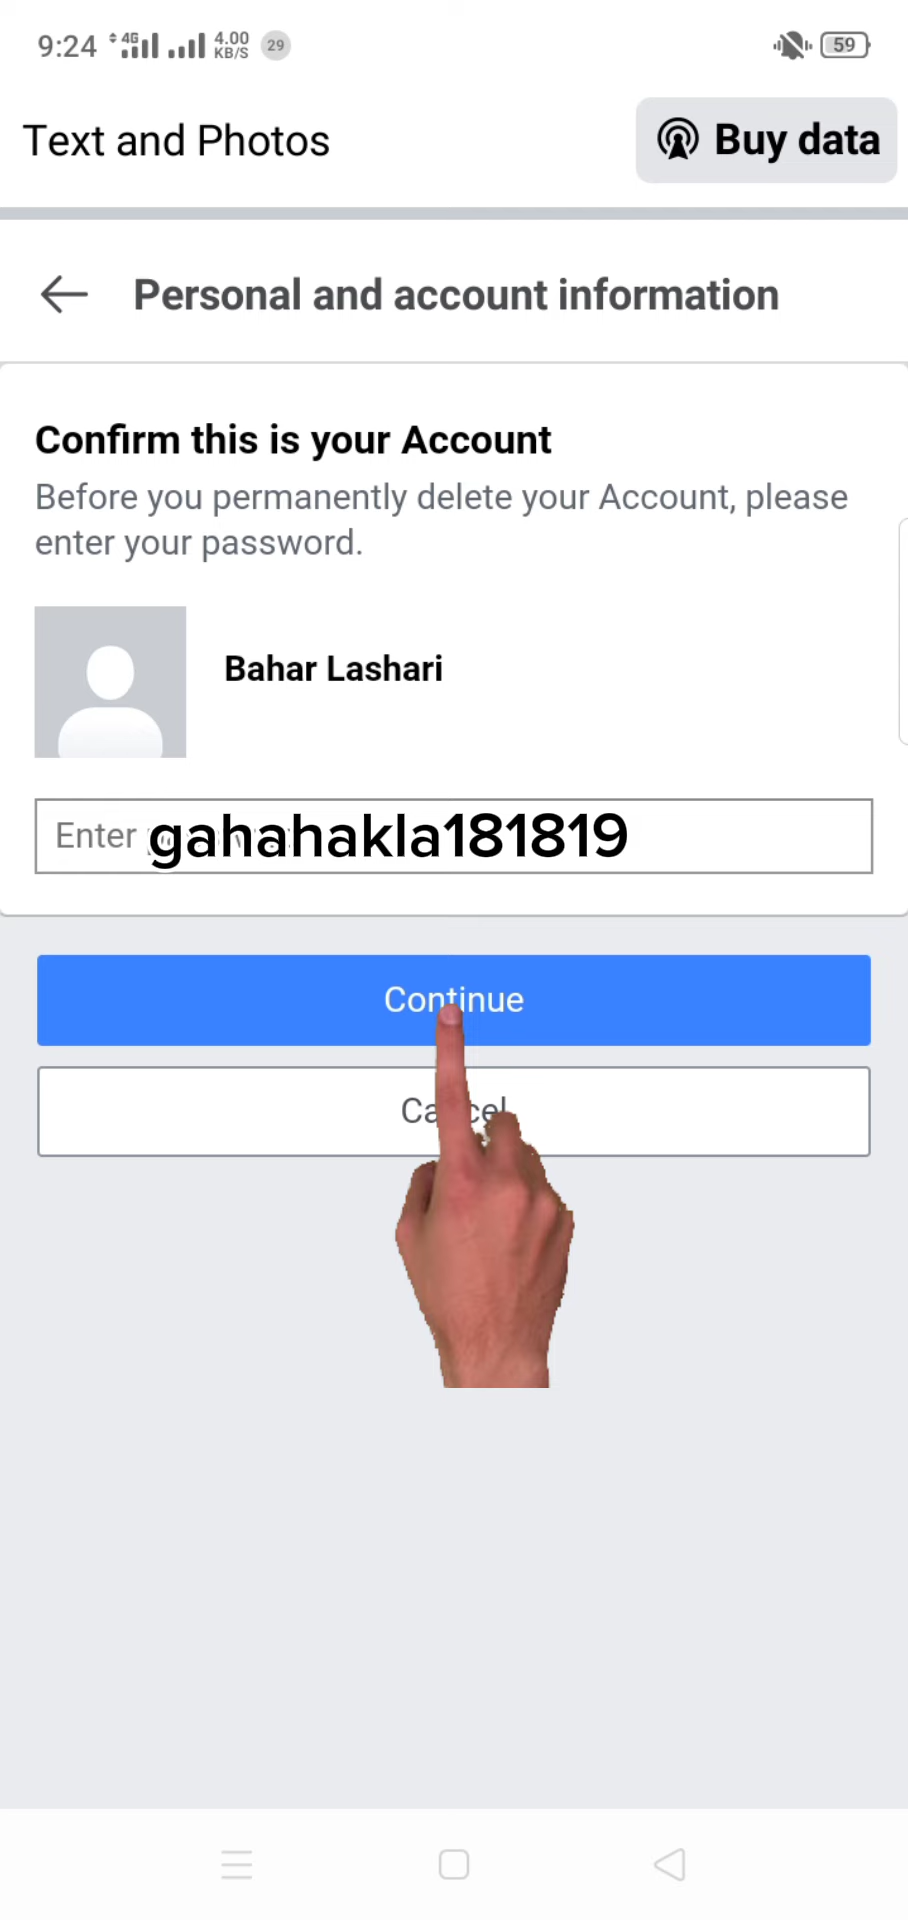 9:24 4G 4.00 KB/S 29 59
Text and Photos Buy data
Personal and account information
Confirm this is your Account
Before you permanently delete your Account, please
enter your password.
Bahar Lashari
Enter gahahakla181819
Continue
Cancel